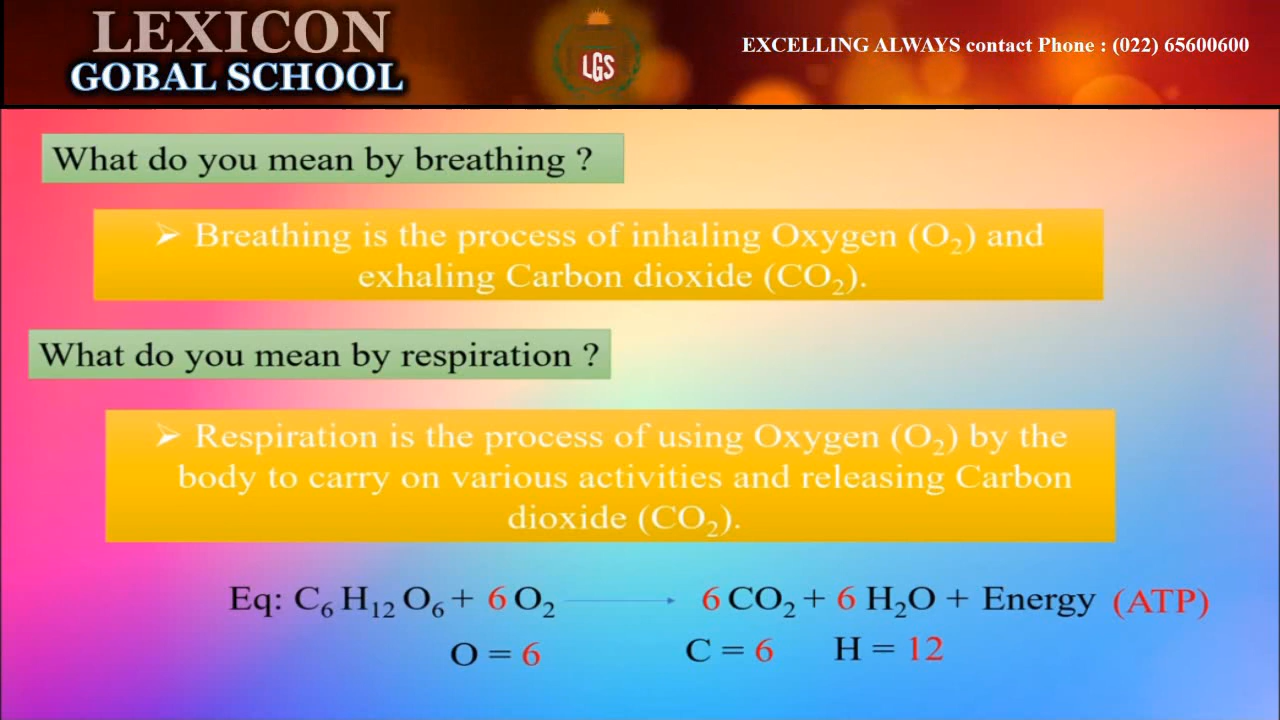 LEXICON
GOBAL SCHOOL
LGS
EXCELLING ALWAYS contact Phone : (022) 65600600
What do you mean by breathing ?
➢ Breathing is the process of inhaling Oxygen (O₂) and
exhaling Carbon dioxide (CO₂).
What do you mean by respiration ?
➢ Respiration is the process of using Oxygen (O₂) by the
body to carry on various activities and releasing Carbon
dioxide (CO₂).
Eq: C₆ H₁₂ O₆ + 6 O₂ → 6 CO₂ + 6 H₂O + Energy (ATP)
O = 6 C = 6 H = 12